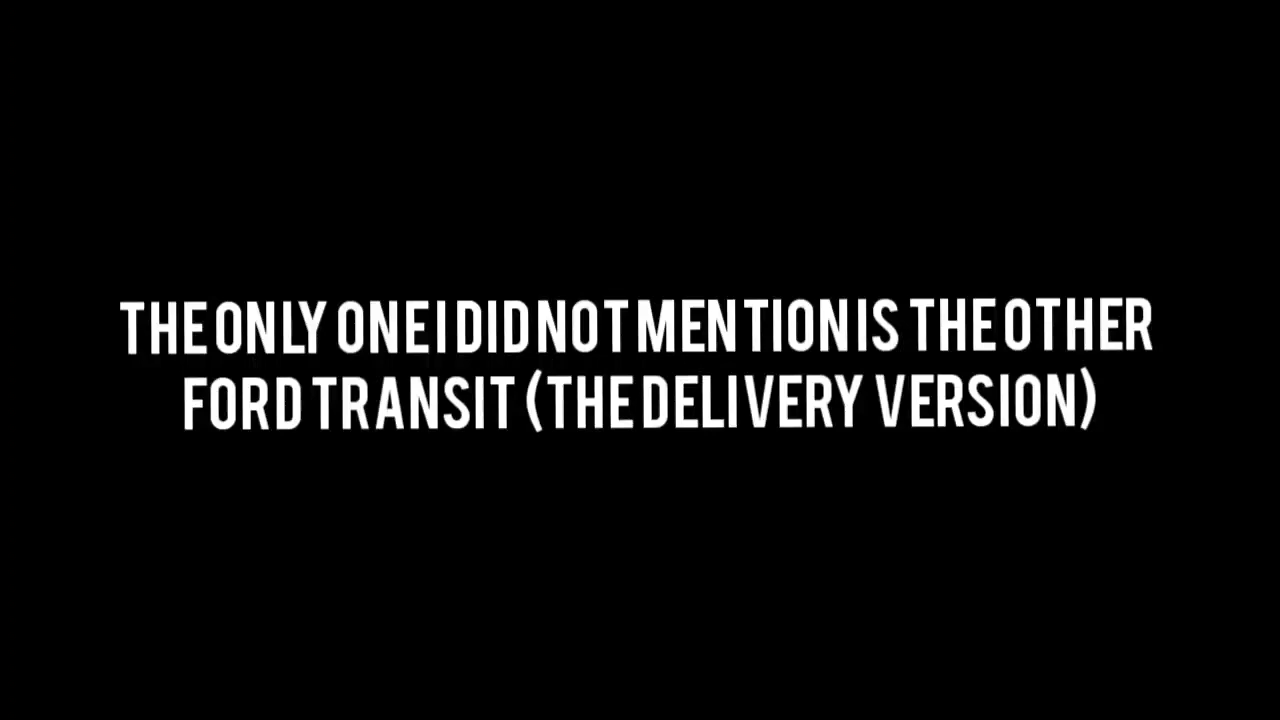 THE ONLY ONE I DID NOT MENTION IS THE OTHER
FORD TRANSIT (THE DELIVERY VERSION)